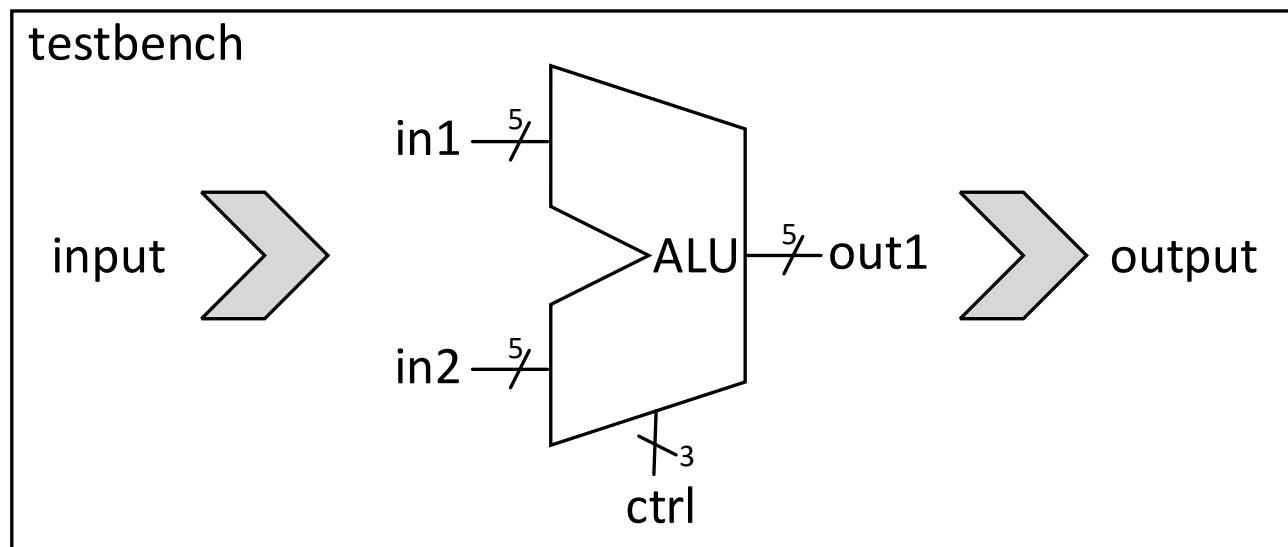 testbench
5
in1
input
ALU
5
out1
output
5
in2
3
ctrl